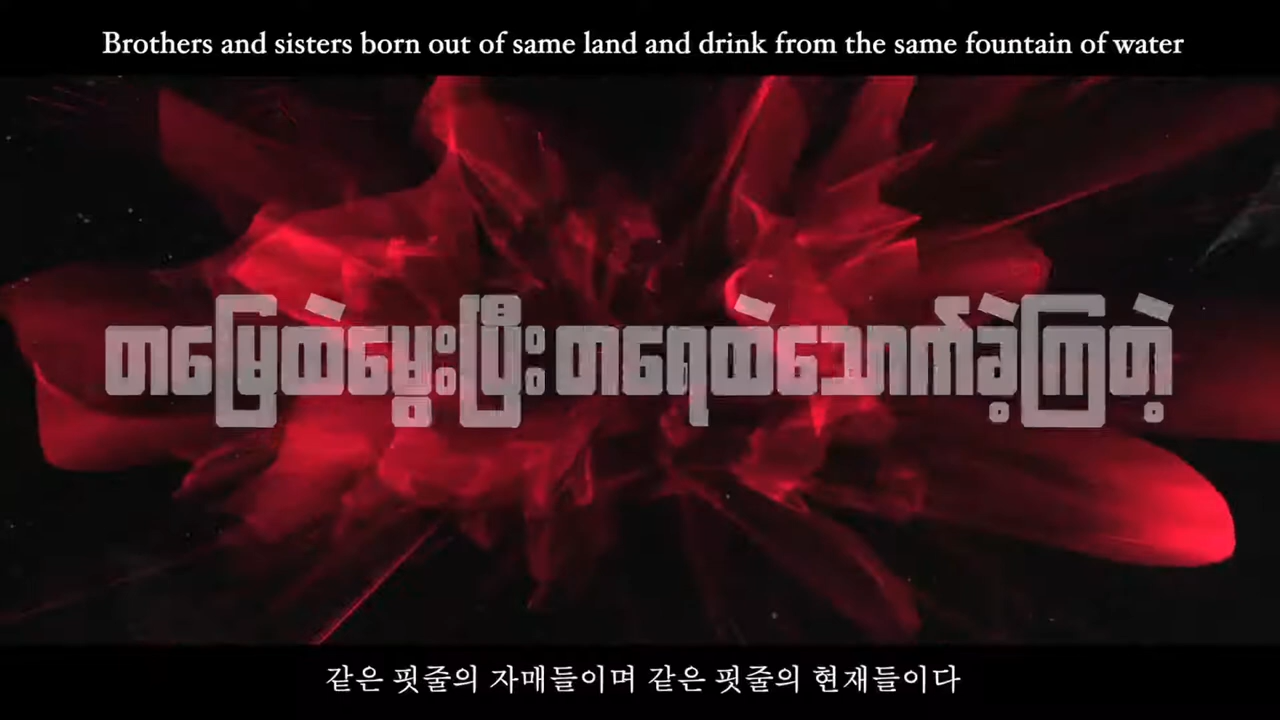 Brothers and sisters born out of same land and drink from the same fountain of water
တမြေထဲမွေးပြီး တရေထဲသောက်ခဲ့ကြတဲ့
같은 핏줄의 자매들이며 같은 핏줄의 현재들이다